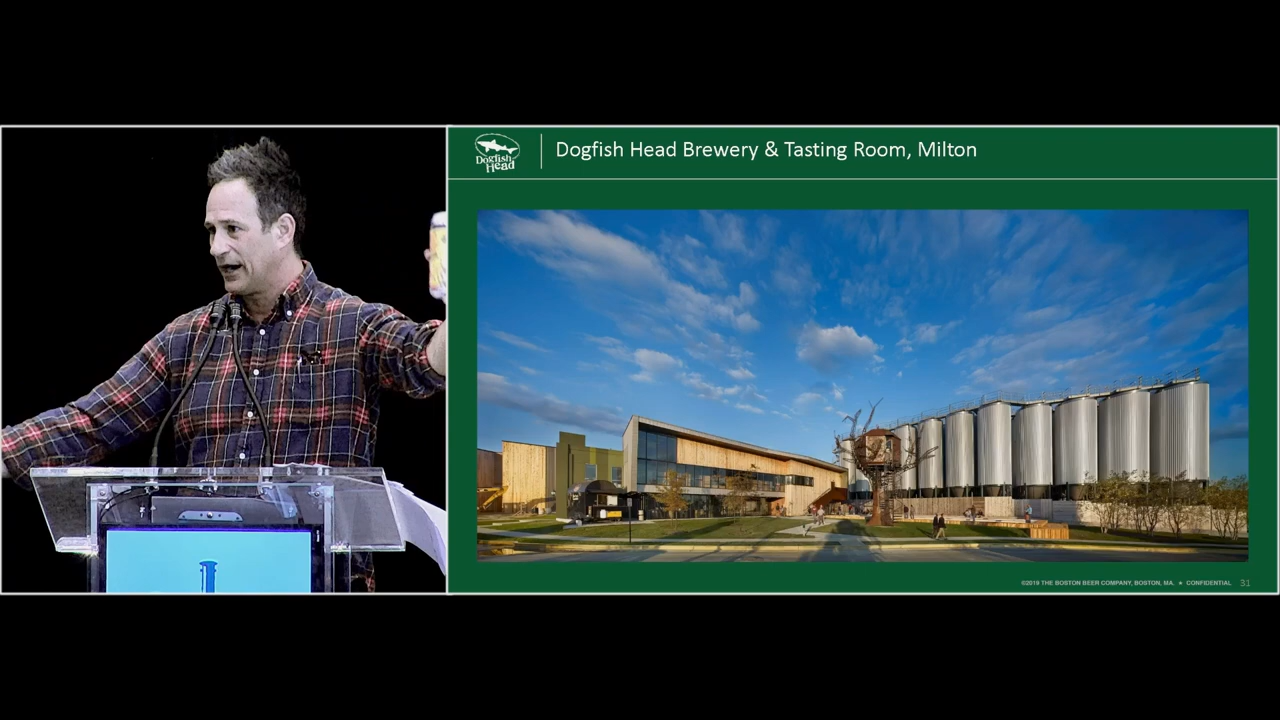 Dogfish
Head
Dogfish Head Brewery & Tasting Room, Milton
©2019 THE BOSTON BEER COMPANY, BOSTON, MA. ★ CONFIDENTIAL 31